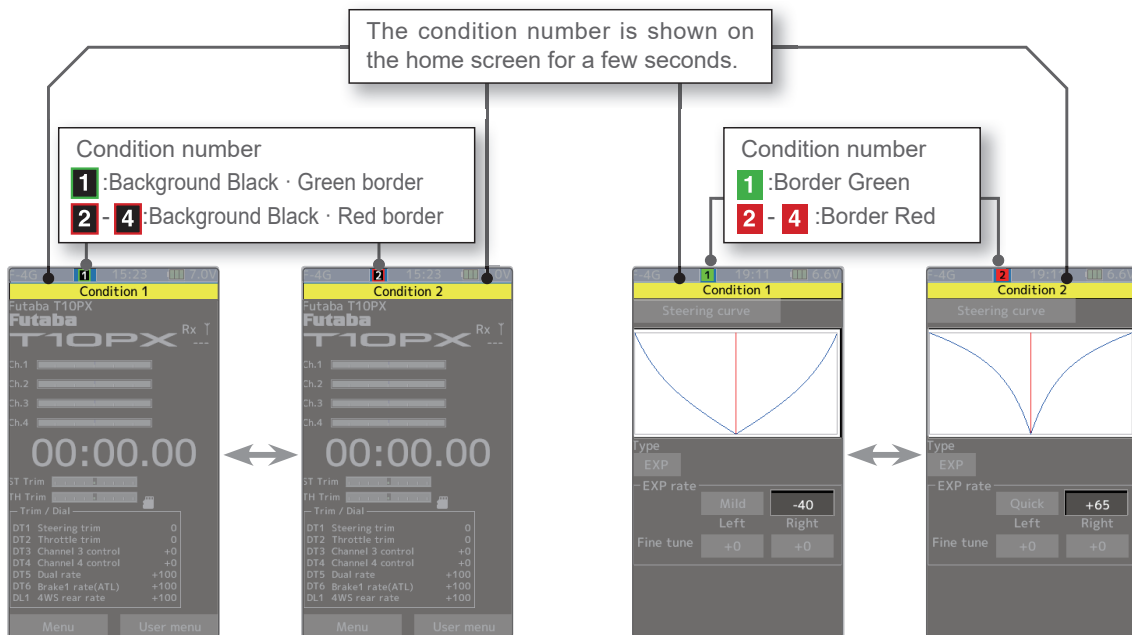 The condition number is shown on
the home screen for a few seconds.
Condition number
1 :Background Black · Green border
2 - 4 :Background Black · Red border
Condition number
1 :Border Green
2 - 4 :Border Red
F-4G 1 15:23 7.0V
Condition 1
Futaba T10PX
Futaba
T10PX
Rx
---
Ch.1
Ch.2
Ch.3
Ch.4
00:00.00
ST Trim
TH Trim
Trim / Dial
DT1 Steering trim 0
DT2 Throttle trim 0
DT3 Channel 3 control +0
DT4 Channel 4 control +0
DT5 Dual rate +100
DT6 Brake1 rate(ATL) +100
DL1 4WS rear rate +100
Menu User menu
F-4G 2 15:23
Condition 2
Futaba T10PX
Futaba
T10PX
Rx
---
Ch.1
Ch.2
Ch.3
Ch.4
00:00.00
ST Trim
TH Trim
Trim / Dial
DT1 Steering trim 0
DT2 Throttle trim 0
DT3 Channel 3 control +0
DT4 Channel 4 control +0
DT5 Dual rate +100
DT6 Brake1 rate(ATL) +100
DL1 4WS rear rate +100
Menu User menu
F-4G 1 19:11 6.6V
Condition 1
Steering curve
Type
EXP
EXP rate
Mild -40
Left Right
Fine tune +0 +0
F-4G 2 6.6V
Condition 2
Steering curve
Type
EXP
EXP rate
Quick +65
Left Right
Fine tune +0 +0